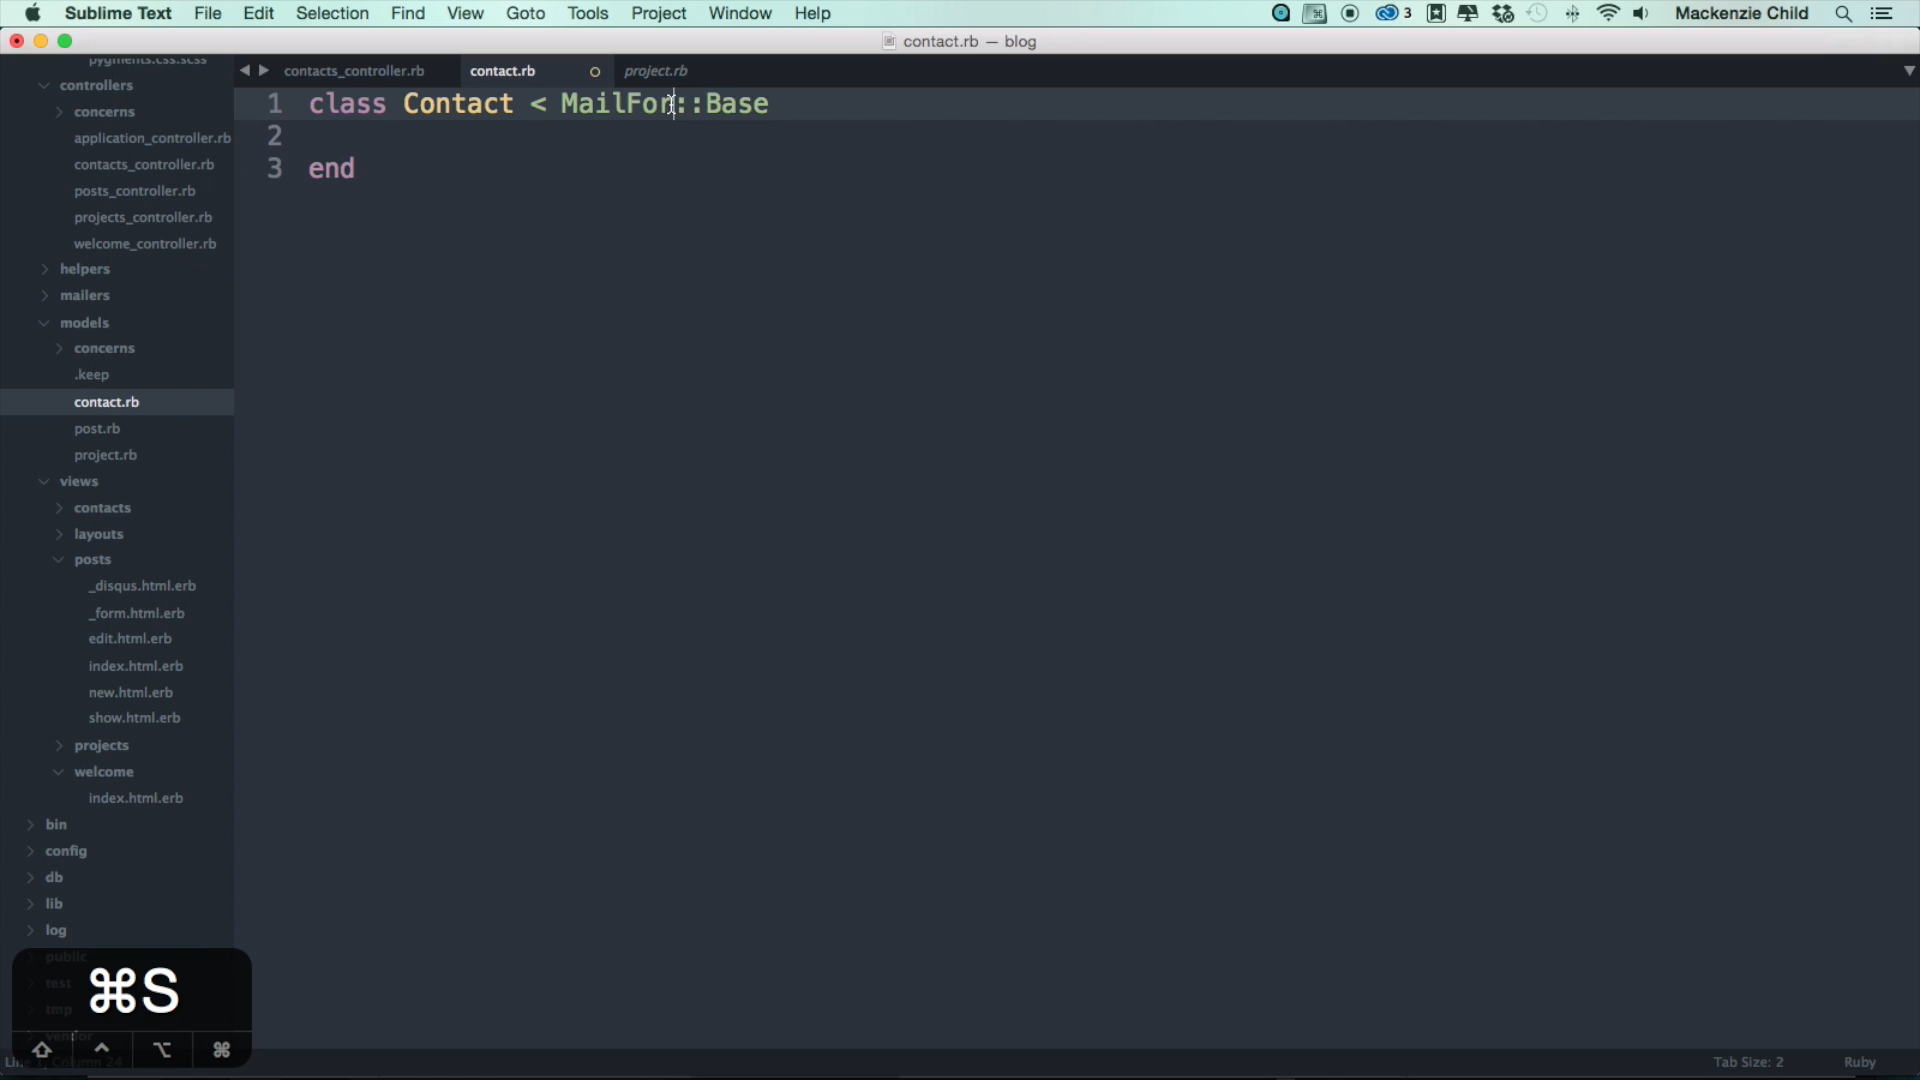 Sublime Text File Edit Selection Find View Goto Tools Project Window Help 3 Mackenzie Child
contact.rb — blog
contacts_controller.rb contact.rb project.rb
pygments.css.scss
controllers
concerns
application_controller.rb
contacts_controller.rb
posts_controller.rb
projects_controller.rb
welcome_controller.rb
helpers
mailers
models
concerns
.keep
contact.rb
post.rb
project.rb
views
contacts
layouts
posts
_disqus.html.erb
_form.html.erb
edit.html.erb
index.html.erb
new.html.erb
show.html.erb
projects
welcome
index.html.erb
bin
config
db
lib
log
public
test
tmp
vendor
1 class Contact < MailFor::Base
2
3 end
⌘S
⇧ ⌃ ⌥ ⌘
Column 24
Tab Size: 2 Ruby